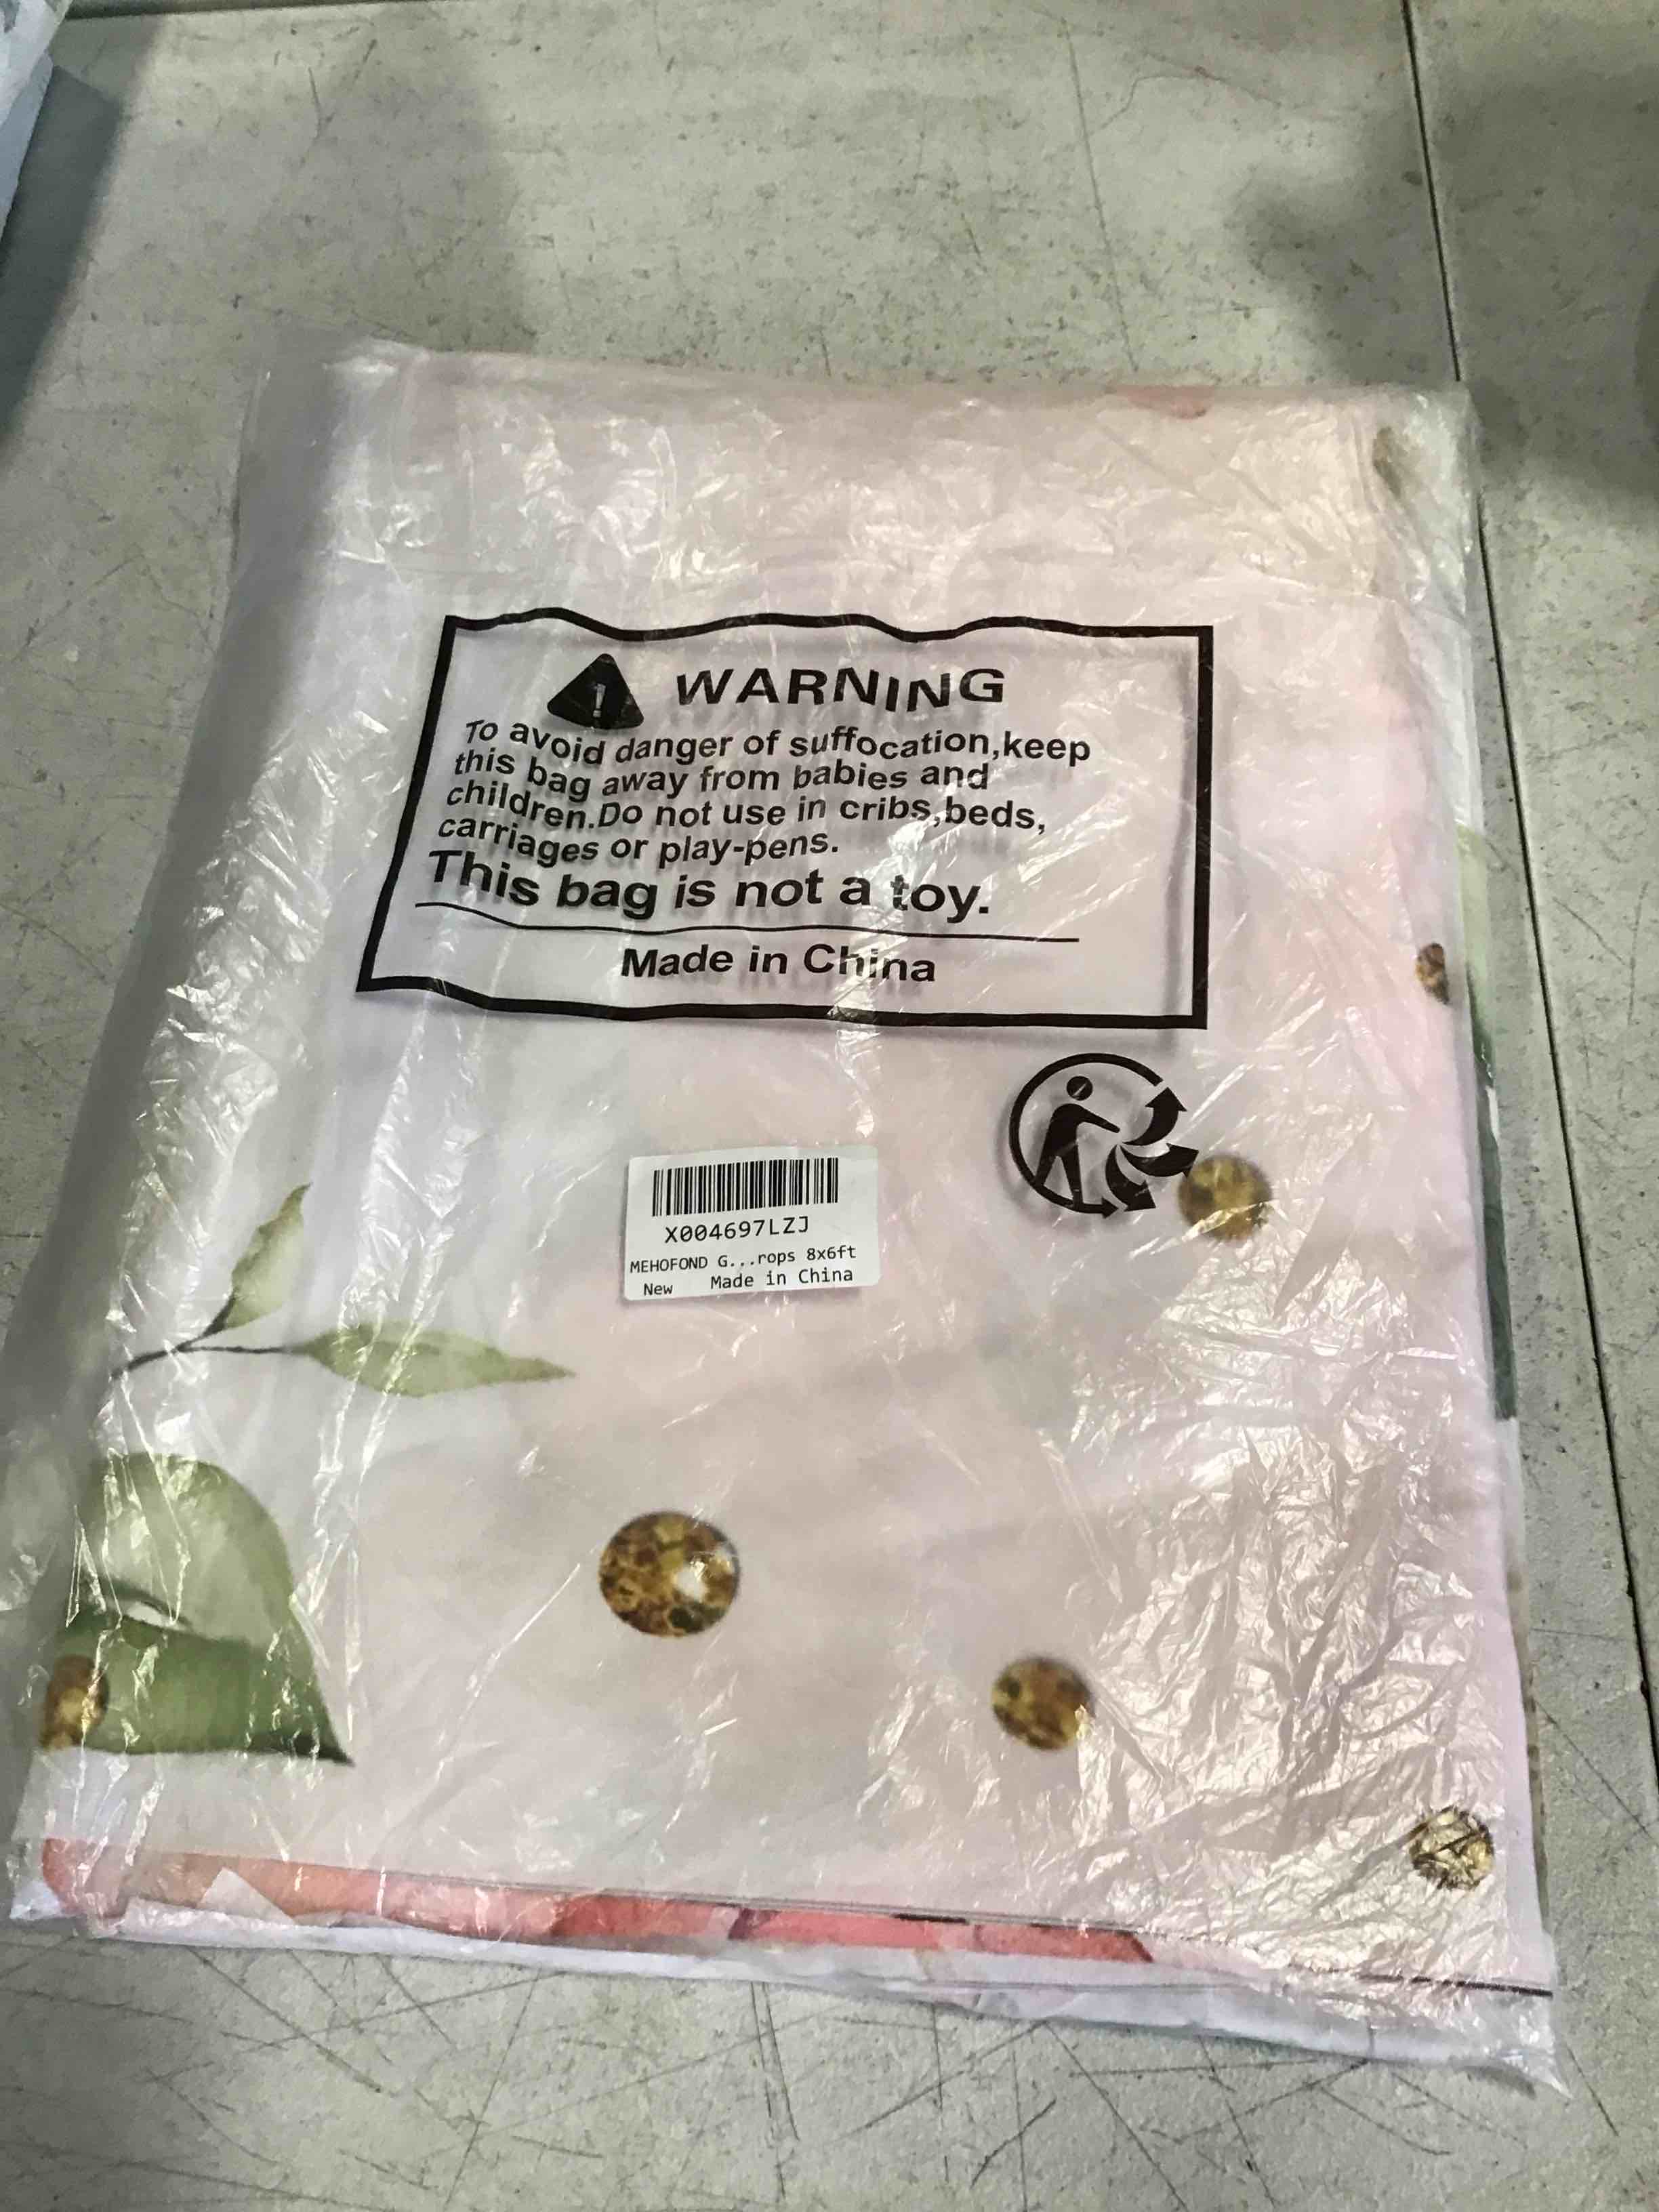 WARNING
To avoid danger of suffocation,keep
this bag away from babies and
children.Do not use in cribs,beds,
carriages or play-pens.
This bag is not a toy.
Made in China
X004697LZJ
MEHOFOND G...rops 8x6ft
New Made in China